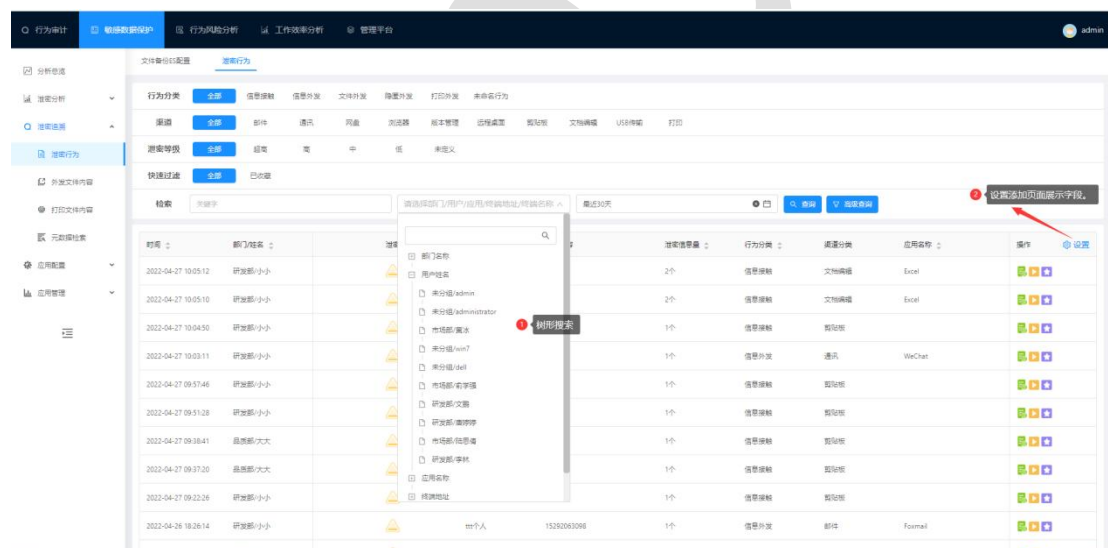 行为审计 敏感数据保护 行为风险分析 工作效率分析 管理平台 admin
分析总览 文件备份SS配置 泄密行为
泄密分析 行为分类 全部 信息接触 信息外发 文件外发 隐匿外发 打印外发 未命名行为
泄密追溯 渠道 全部 邮件 通讯 网盘 浏览器 版本管理 远程桌面 剪贴板 文档编辑 USB传输 打印
泄密行为 泄密等级 全部 超高 高 中 低 未定义
外发文件内容 快速过滤 全部 已收藏
打印文件内容 检索 关键字 请选择部门/用户/应用/终端地址/终端名称 最近30天 查询 高级查询 2 设置添加页面展示字段。
元数据检索
应用配置 时间 部门/姓名 泄密信息量 行为分类 渠道分类 应用名称 操作 设置
部门名称
2022-04-27 10:05:12 研发部/小小 用户姓名 2个 信息接触 文档编辑 Excel
应用管理 未分组/admin
2022-04-27 10:05:10 研发部/小小 未分组/administrator 2个 信息接触 文档编辑 Excel
2022-04-27 10:04:50 研发部/小小 市场部/冀冰 1 树形搜索 1个 信息接触 剪贴板
未分组/win7
2022-04-27 10:03:11 研发部/小小 未分组/dell 1个 信息外发 通讯 WeChat
2022-04-27 09:57:46 研发部/小小 市场部/俞学强 1个 信息接触 剪贴板
研发部/文鹏
2022-04-27 09:51:28 研发部/小小 研发部/唐婷婷 1个 信息接触 剪贴板
2022-04-27 09:38:41 品质部/大大 市场部/陆思倩 1个 信息接触 剪贴板
研发部/李林
2022-04-27 09:37:20 品质部/大大 应用名称 1个 信息接触 剪贴板
2022-04-27 09:22:26 研发部/小小 终端地址 1个 信息接触 剪贴板
2022-04-26 18:26:14 研发部/小小 ttt个人 15292063098 1个 信息外发 邮件 Foxmail